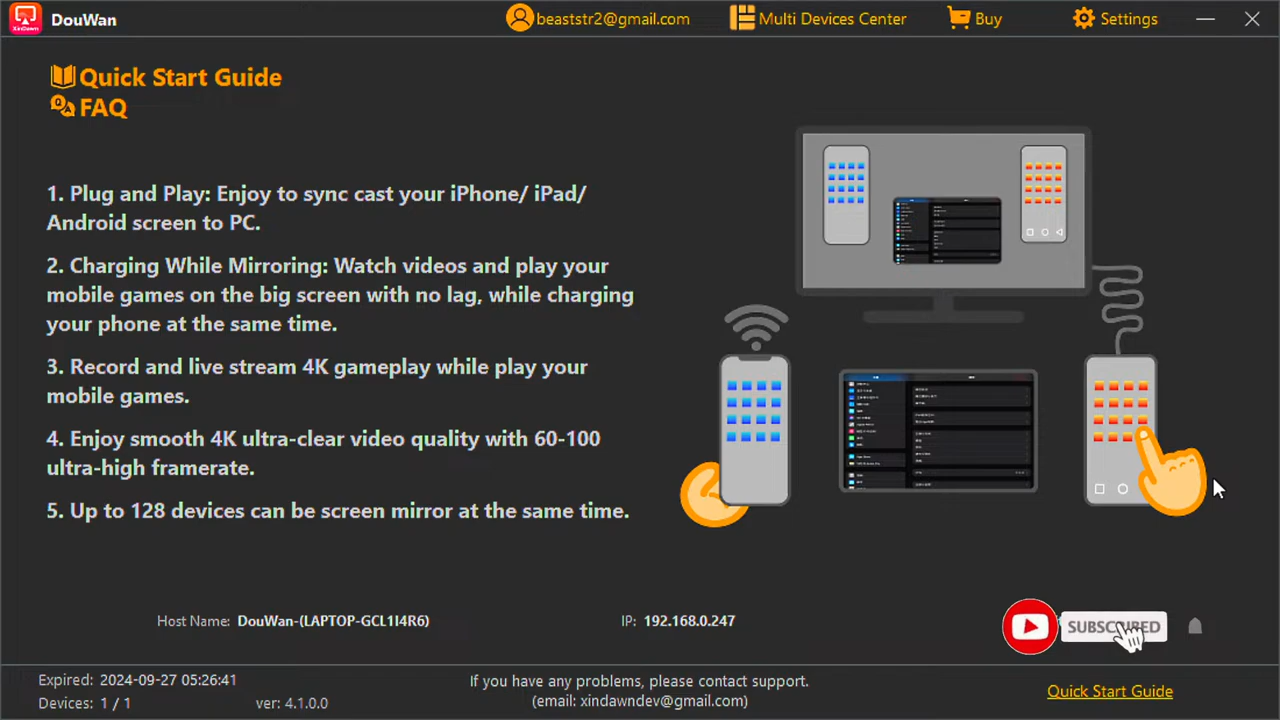 XinDawn
DouWan
beaststr2@gmail.com
Multi Devices Center
Buy
Settings
Quick Start Guide
FAQ
1. Plug and Play: Enjoy to sync cast your iPhone/ iPad/
Android screen to PC.
2. Charging While Mirroring: Watch videos and play your
mobile games on the big screen with no lag, while charging
your phone at the same time.
3. Record and live stream 4K gameplay while play your
mobile games.
4. Enjoy smooth 4K ultra-clear video quality with 60-100
ultra-high framerate.
5. Up to 128 devices can be screen mirror at the same time.
Host Name: DouWan-(LAPTOP-GCL1I4R6)
IP: 192.168.0.247
SUBSCRIBED
Expired: 2024-09-27 05:26:41
Devices: 1 / 1
ver: 4.1.0.0
If you have any problems, please contact support.
(email: xindawndev@gmail.com)
Quick Start Guide